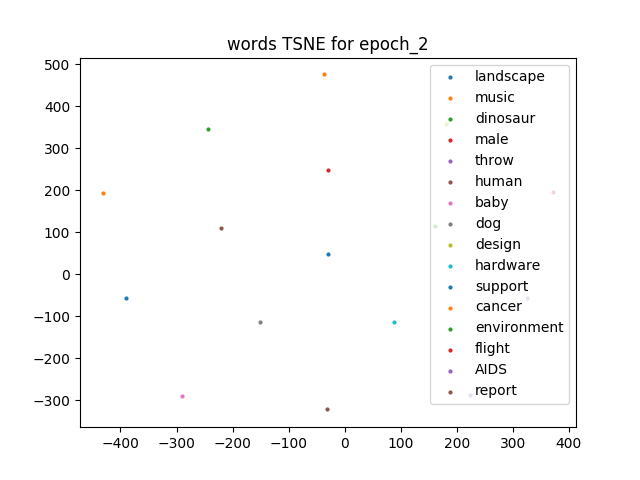 words TSNE for epoch_2
500
400
300
200
100
0
−100
−200
−300
−400
−300
−200
−100
0
100
200
300
400
landscape
music
dinosaur
male
throw
human
baby
dog
design
hardware
support
cancer
environment
flight
AIDS
report